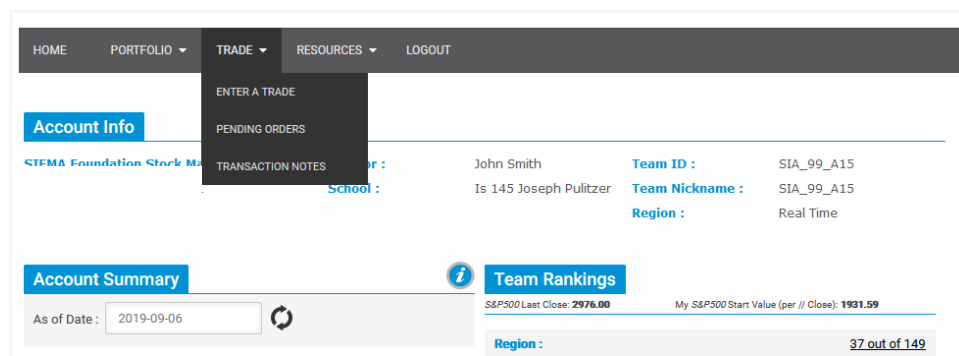 HOME PORTFOLIO TRADE RESOURCES LOGOUT
ENTER A TRADE
PENDING ORDERS
TRANSACTION NOTES
Account Info
SIFMA Foundation Stock Ma
John Smith
Team ID : SIA_99_A15
School : Is 145 Joseph Pulitzer
Team Nickname : SIA_99_A15
Region : Real Time
Account Summary
i
As of Date : 2019-09-06
Team Rankings
S&P500 Last Close: 2976.00 My S&P500 Start Value (per // Close): 1931.59
Region : 37 out of 149